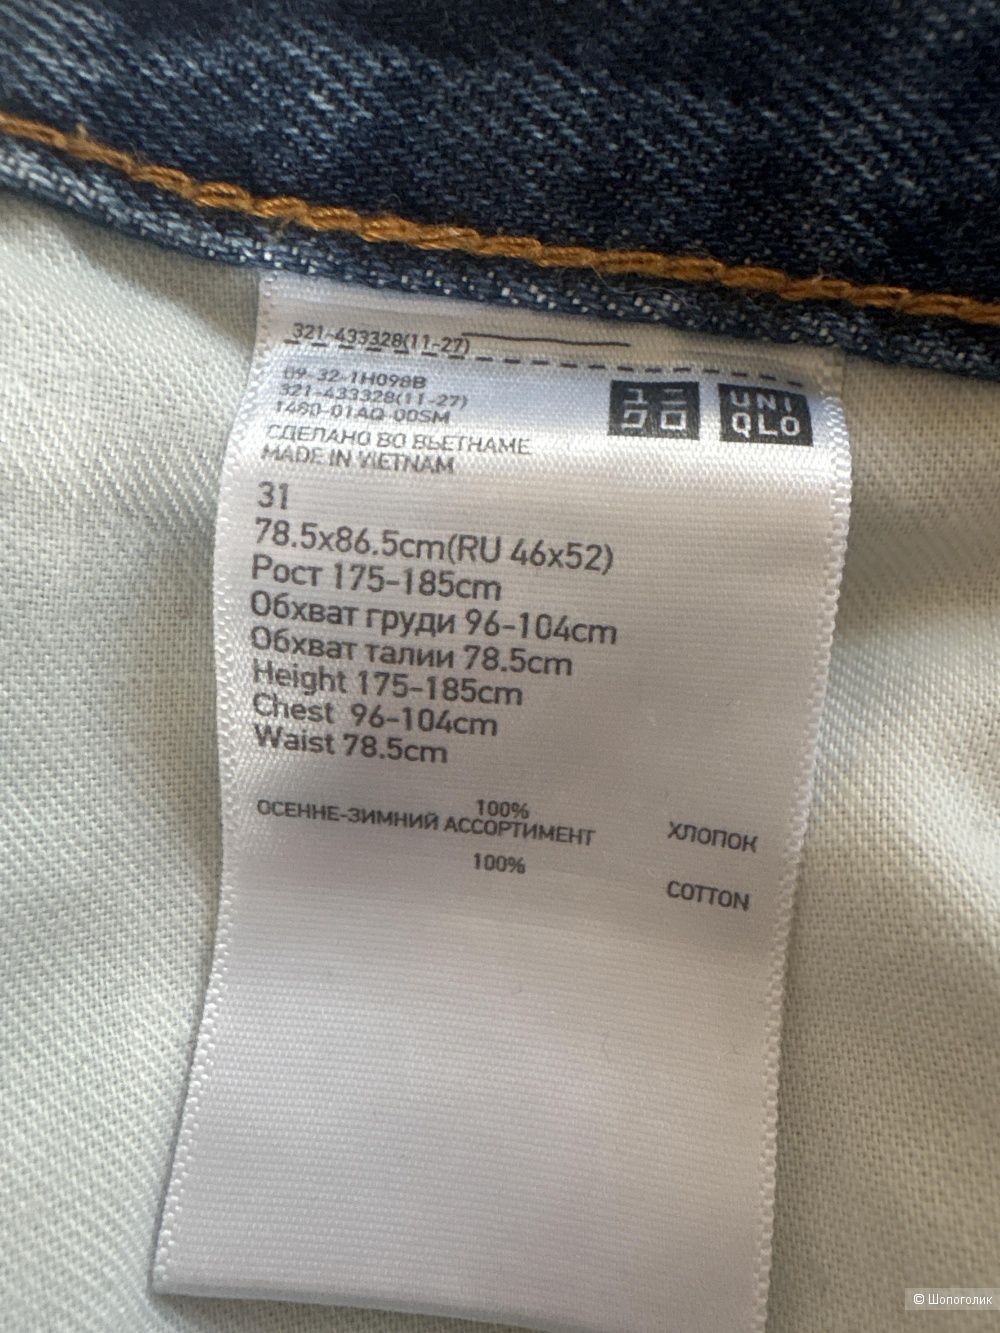 321-433328(11-27)
09-32-1H098B
321-433328(11-27)
1480-01AQ-00SM
ユニ
クロ
UNI
QLO
СДЕЛАНО ВО ВЬЕТНАМЕ
MADE IN VIETNAM
31
78.5x86.5cm(RU 46x52)
Рост 175-185cm
Обхват груди 96-104cm
Обхват талии 78.5cm
Height 175-185cm
Chest 96-104cm
Waist 78.5cm
100%
ОСЕННЕ-ЗИМНИЙ АССОРТИМЕНТ
ХЛОПОК
100%
COTTON
© Шопоголик